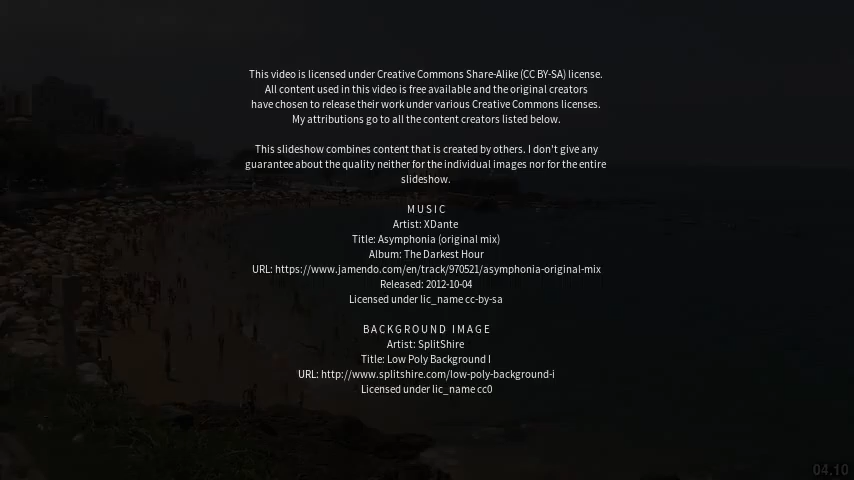 This video is licensed under Creative Commons Share-Alike (CC BY-SA) license.
All content used in this video is free available and the original creators
have chosen to release their work under various Creative Commons licenses.
My attributions go to all the content creators listed below.
This slideshow combines content that is created by others. I don't give any
guarantee about the quality neither for the individual images nor for the entire
slideshow.
MUSIC
Artist: XDante
Title: Asymphonia (original mix)
Album: The Darkest Hour
URL: https://www.jamendo.com/en/track/970521/asymphonia-original-mix
Released: 2012-10-04
Licensed under lic_name cc-by-sa
BACKGROUND IMAGE
Artist: SplitShire
Title: Low Poly Background I
URL: http://www.splitshire.com/low-poly-background-i
Licensed under lic_name cc0
04.10